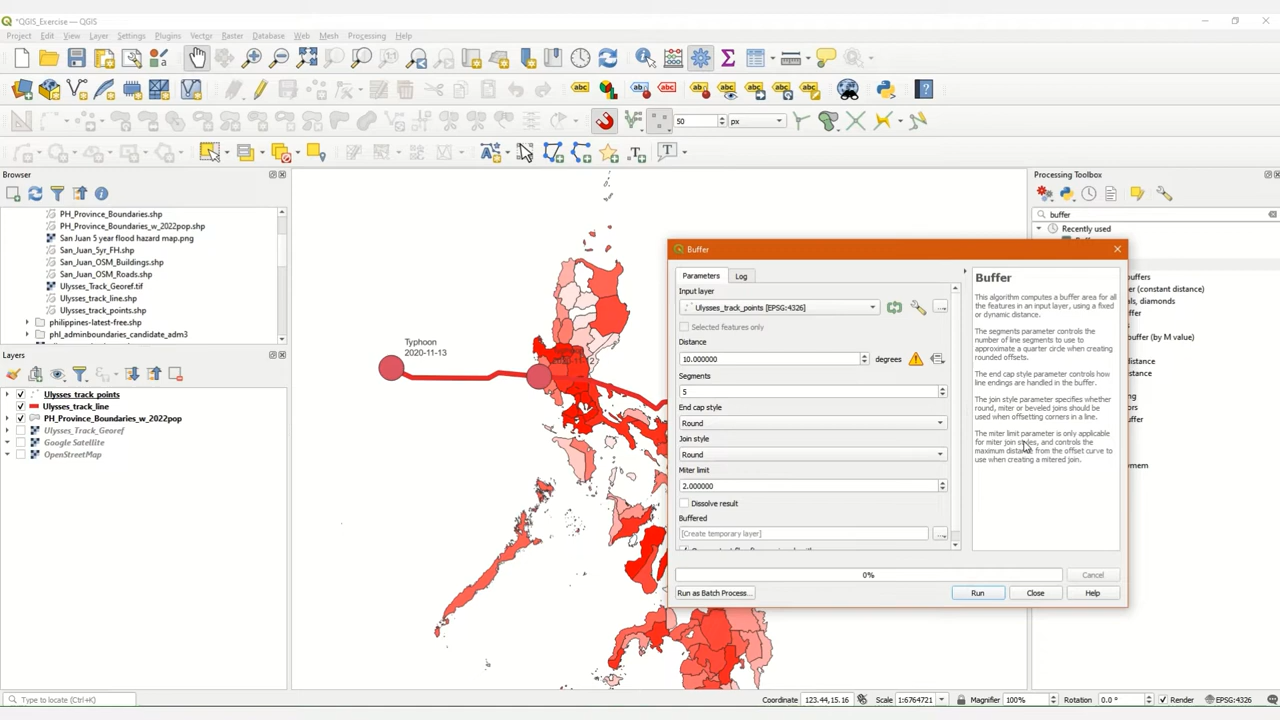 *QGIS_Exercise — QGIS
Project Edit View Layer Settings Plugins Vector Raster Database Web Mesh Processing Help
50 px
Browser
PH_Province_Boundaries.shp
PH_Province_Boundaries_w_2022pop.shp
San Juan 5 year flood hazard map.png
San_Juan_5yr_FH.shp
San_Juan_OSM_Buildings.shp
San_Juan_OSM_Roads.shp
Ulysses_Track_Georef.tif
Ulysses_track_line.shp
Ulysses_track_points.shp
philippines-latest-free.shp
phl_adminboundaries_candidate_adm3
Layers
Ulysses_track_points
Ulysses_track_line
PH_Province_Boundaries_w_2022pop
Ulysses_Track_Georef
Google Satellite
OpenStreetMap
Typhoon
2020-11-13
Processing Toolbox
buffer
Recently used
Buffer
Parameters Log
Input layer
Ulysses_track_points [EPSG:4326]
Selected features only
Distance
10.000000 degrees
Segments
5
End cap style
Round
Join style
Round
Miter limit
2.000000
Dissolve result
Buffered
[Create temporary layer]
Buffer
This algorithm computes a buffer area for all
the features in an input layer, using a fixed
or dynamic distance.
The segments parameter controls the
number of line segments to use to
approximate a quarter circle when creating
rounded offsets.
The end cap style parameter controls how
line endings are handled in the buffer.
The join style parameter specifies whether
round, miter or beveled joins should be
used when offsetting corners in a line.
The miter limit parameter is only applicable
for miter join styles, and controls the
maximum distance from the offset curve to
use when creating a mitered join.
0%
Cancel
Run as Batch Process...
Run Close Help
uffers
r (constant distance)
als, diamonds
uffer
(by M value)
distance
distance
ors
uffer
mem
Type to locate (Ctrl+K)
Coordinate 123.44,15.16 Scale 1:6764721 Magnifier 100% Rotation 0.0 ° Render EPSG:4326